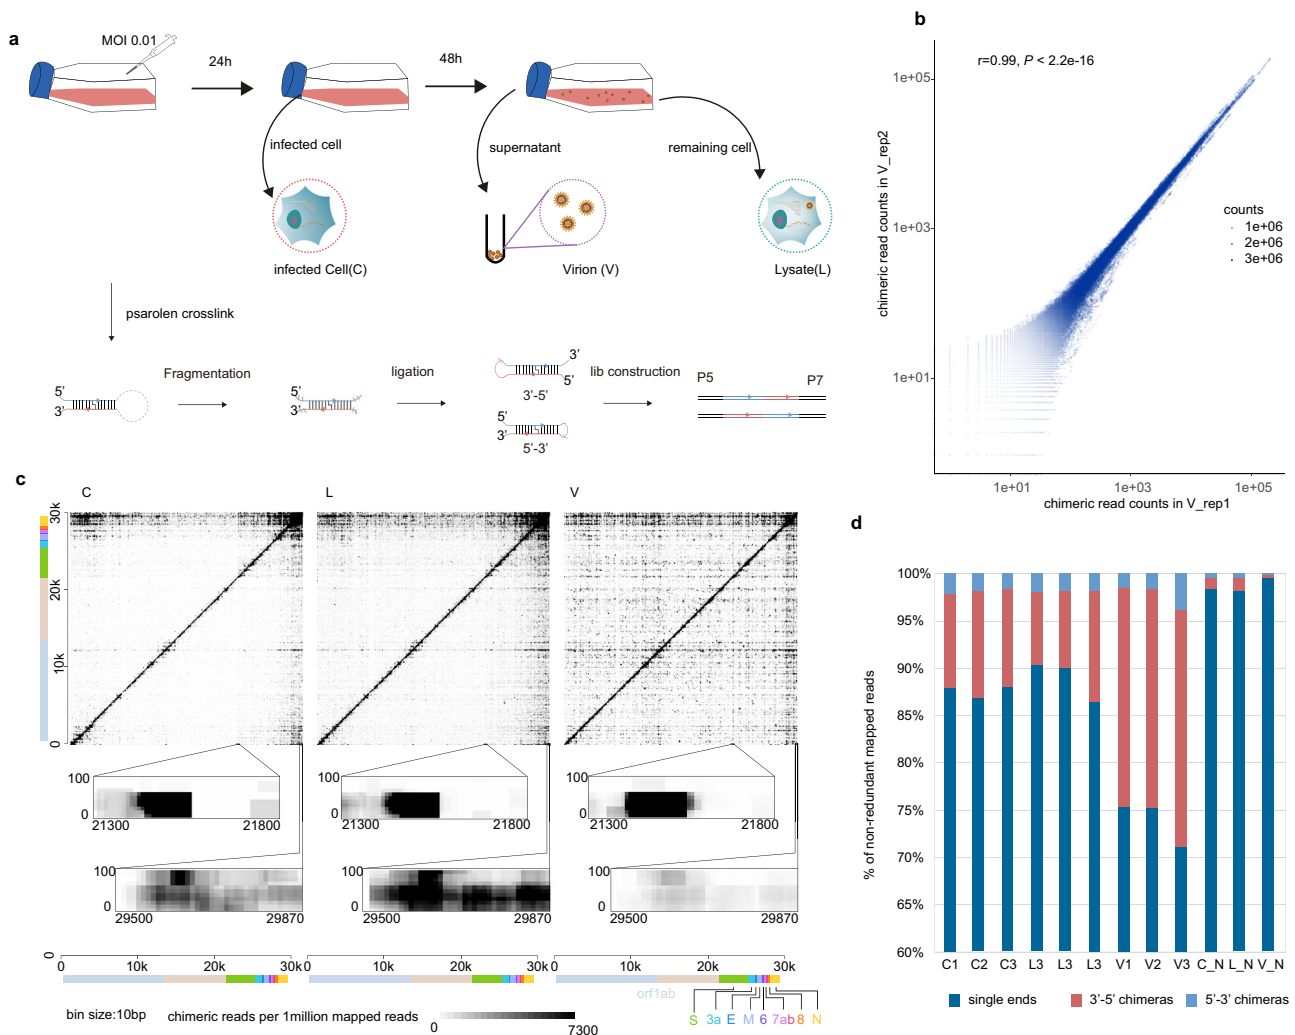 a
MOI 0.01
24h
48h
infected cell
supernatant
remaining cell
infected Cell(C)
Virion (V)
Lysate(L)
psarolen crosslink
Fragmentation
ligation
lib construction
5'
3'
5'
3'
3'
5'
3'-5'
3'
5'
5'-3'
P5
P7
b
r=0.99, P < 2.2e-16
chimeric read counts in V_rep2
1e+05
1e+03
1e+01
counts
1e+06
2e+06
3e+06
1e+01
1e+03
1e+05
chimeric read counts in V_rep1
c
C
L
V
30k
20k
10k
0
100
0
21300
21800
100
0
21300
21800
100
0
21300
21800
100
0
29500
29870
100
0
29500
29870
100
0
29500
29870
0
0
10k
20k
30k
0
10k
20k
30k
0
10k
20k
30k
orf1ab
S
3a
E
M
6
7ab
8
N
bin size:10bp
chimeric reads per 1million mapped reads
0
7300
d
% of non-redundant mapped reads
100%
95%
90%
85%
80%
75%
70%
65%
60%
C1
C2
C3
L3
L3
L3
V1
V2
V3
C_N
L_N
V_N
single ends
3'-5' chimeras
5'-3' chimeras